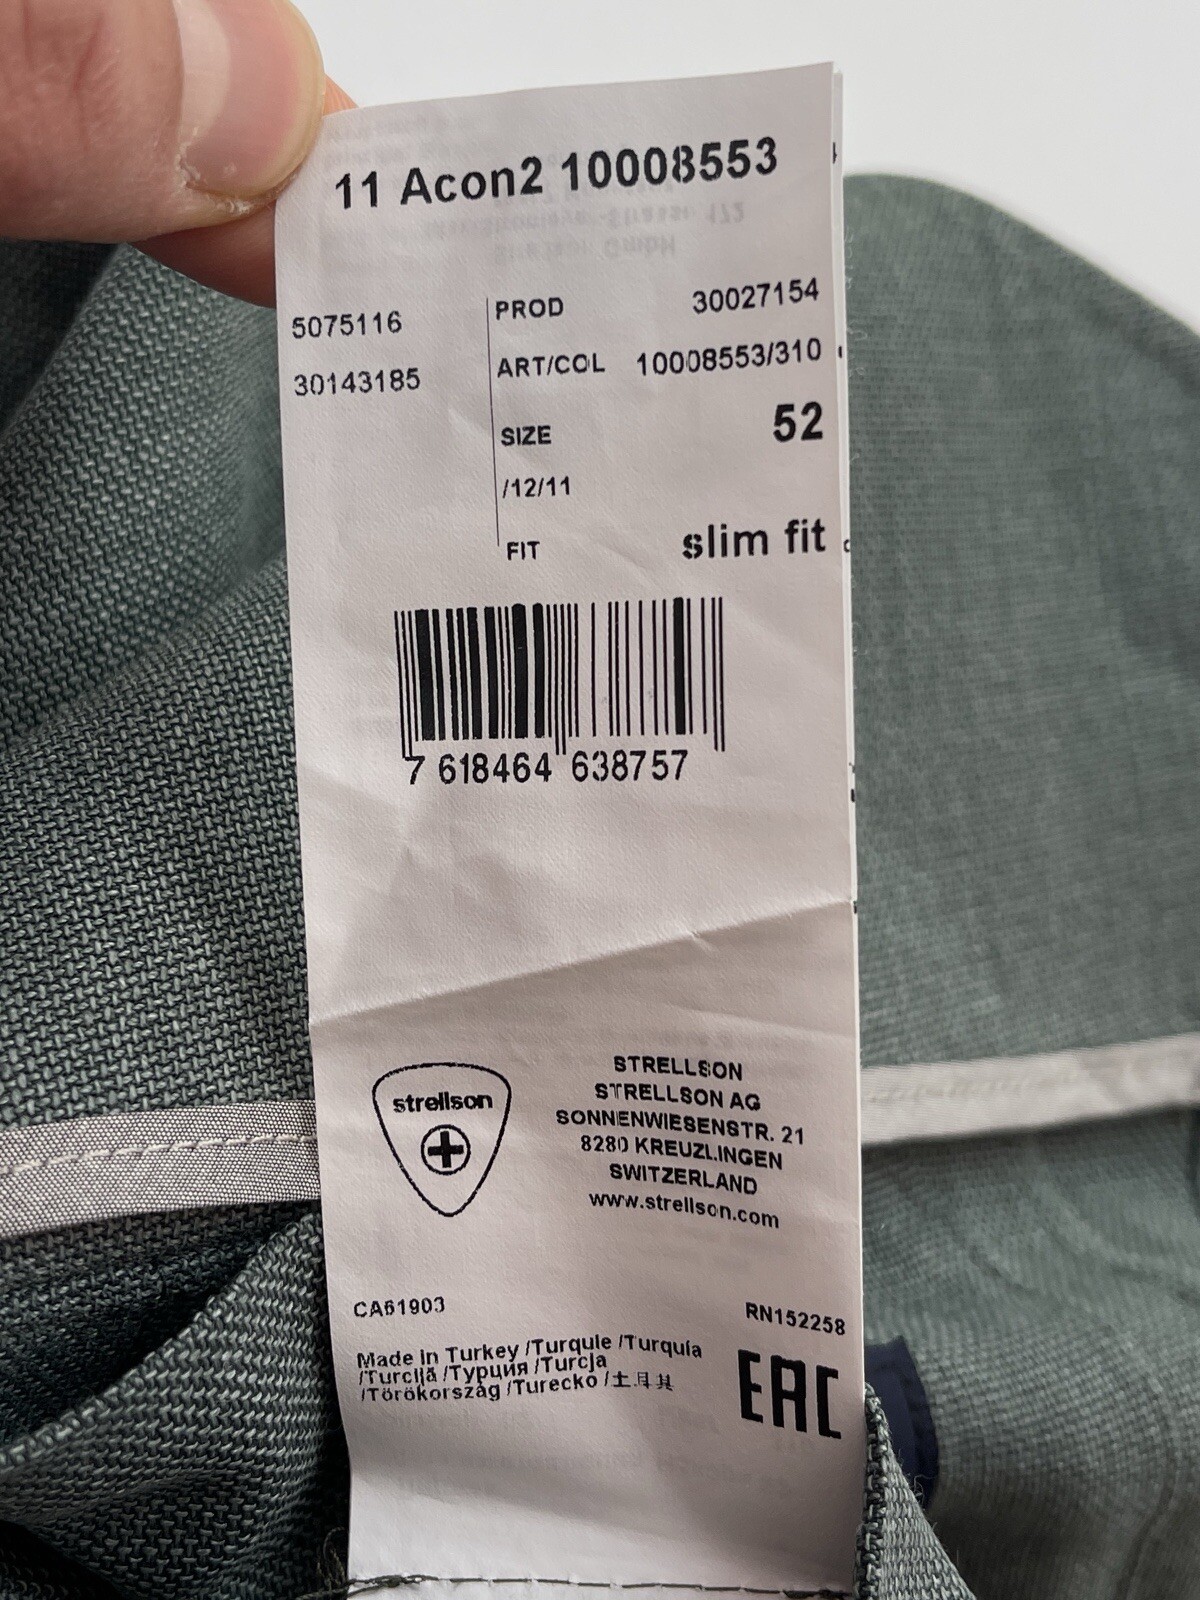 11 Acon2 10008553
5075116
30143185
PROD 30027154
ART/COL 10008553/310
SIZE 52
/12/11
FIT slim fit
7 618464 638757
strellson
STRELLSON
STRELLSON AG
SONNENWIESENSTR. 21
8280 KREUZLINGEN
SWITZERLAND
www.strellson.com
CA61903
RN152258
Made in Turkey /Turquie /Turquía
/Turcijă /Турция /Turcja
/Törökország /Turecko /土耳其
EAC